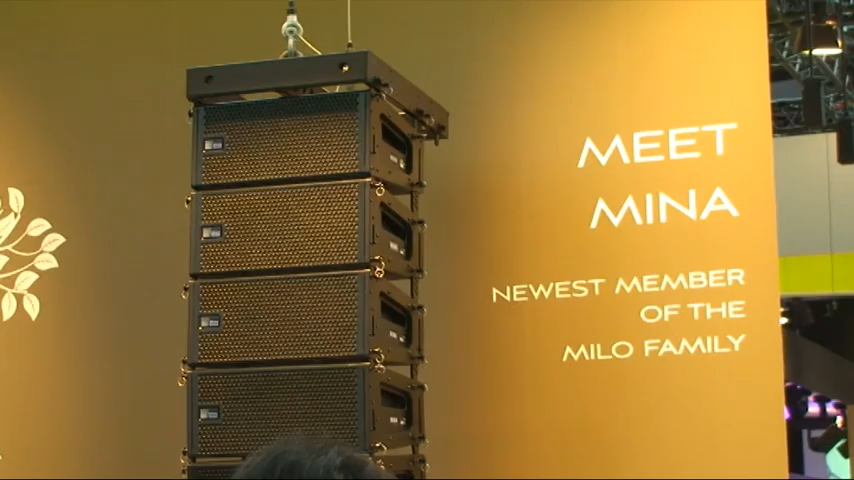 MEET
MINA
NEWEST MEMBER
OF THE
MILO FAMILY